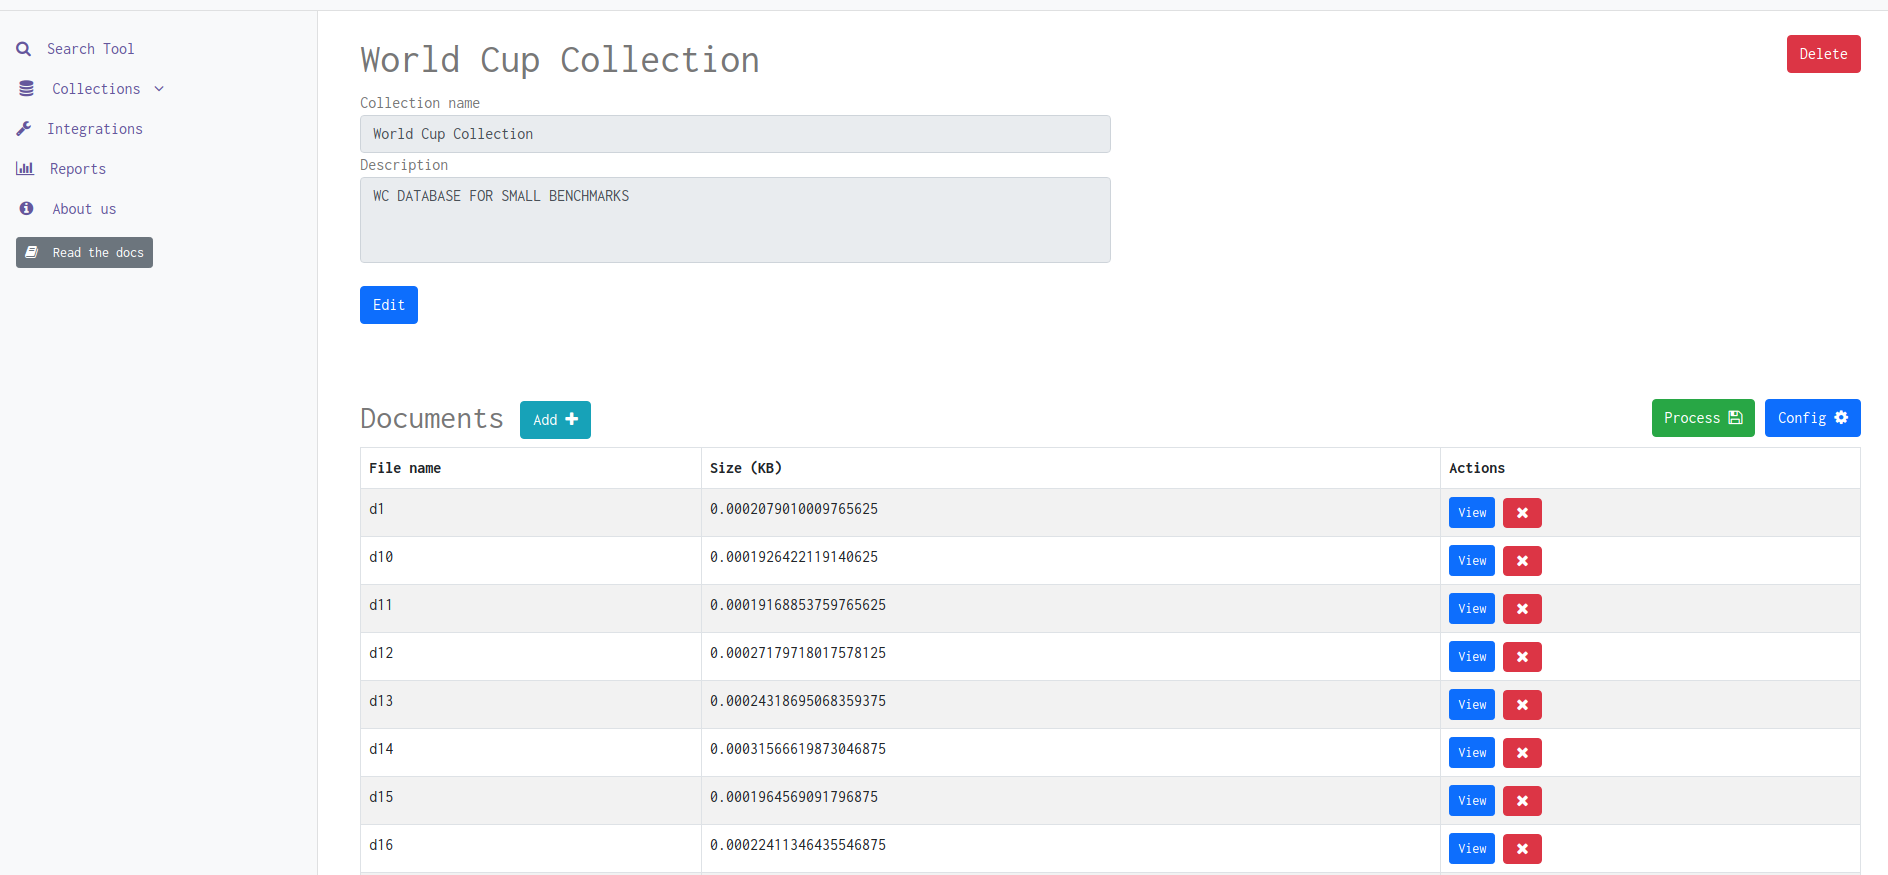 Search Tool
Collections
Integrations
Reports
About us
Read the docs
World Cup Collection
Delete
Collection name
World Cup Collection
Description
WC DATABASE FOR SMALL BENCHMARKS
Edit
Documents Add
Process Config
File name Size (KB) Actions
d1 0.0002079010009765625 View
d10 0.0001926422119140625 View
d11 0.00019168853759765625 View
d12 0.00027179718017578125 View
d13 0.00024318695068359375 View
d14 0.00031566619873046875 View
d15 0.0001964569091796875 View
d16 0.00022411346435546875 View